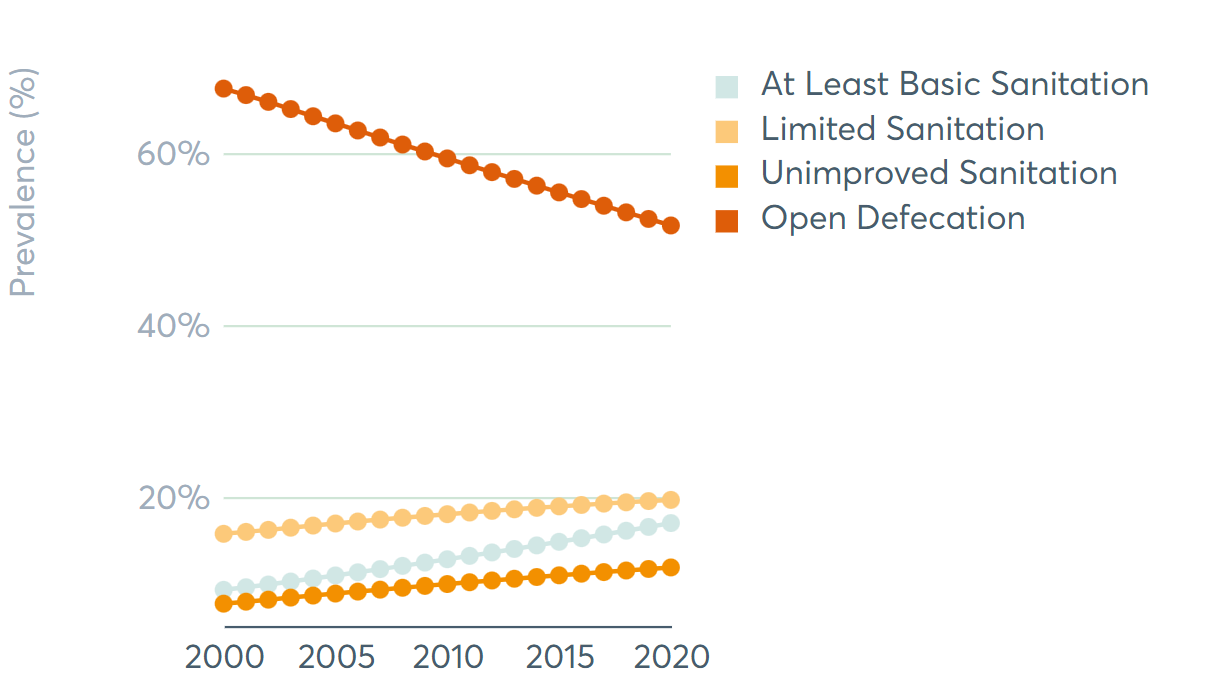 Prevalence (%)
60%
40%
20%
2000 2005 2010 2015 2020
At Least Basic Sanitation
Limited Sanitation
Unimproved Sanitation
Open Defecation